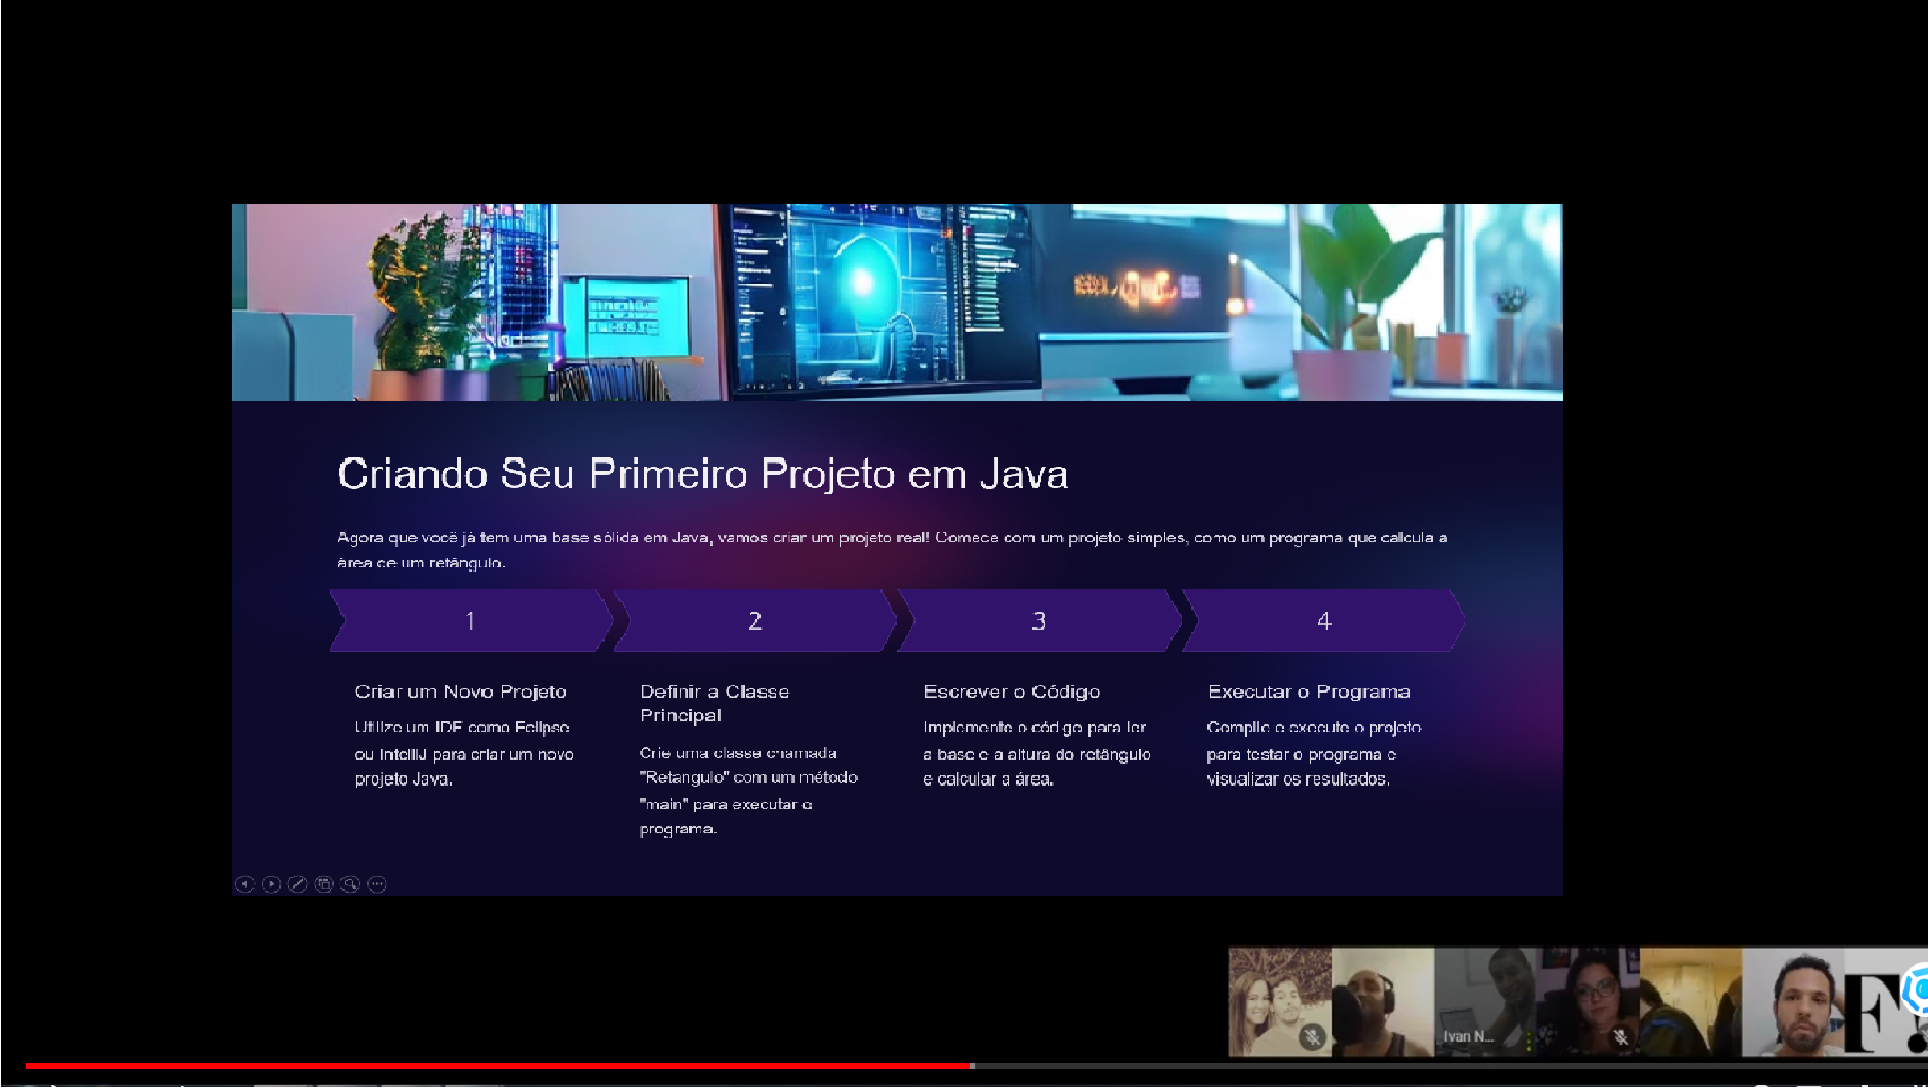 Criando Seu Primeiro Projeto em Java
Agora que você já tem uma base sólida em Java, vamos criar um projeto real! Comece com um projeto simples, como um programa que calcula a
área de um retângulo.
1
2
3
4
Criar um Novo Projeto
Utilize um IDE como Eclipse
ou IntelliJ para criar um novo
projeto Java.
Definir a Classe
Principal
Crie uma classe chamada
"Retangulo" com um método
"main" para executar o
programa.
Escrever o Código
Implemente o código para ler
a base e a altura do retângulo
e calcular a área.
Executar o Programa
Compile e execute o projeto
para testar o programa e
visualizar os resultados.
Ivan N...
F